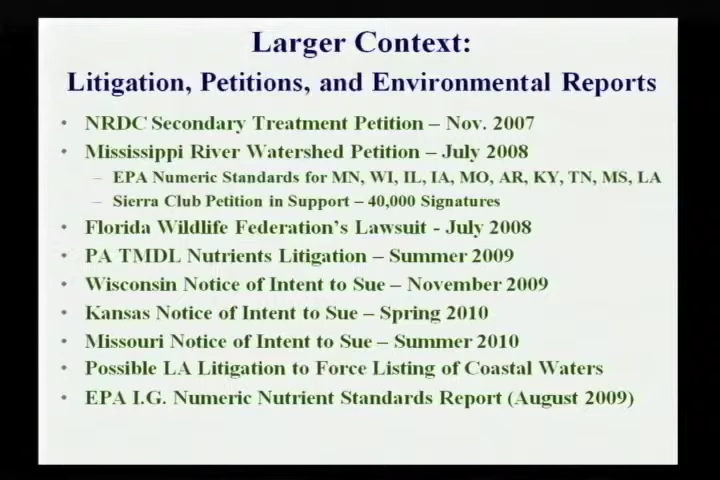 Larger Context:
Litigation, Petitions, and Environmental Reports
• NRDC Secondary Treatment Petition – Nov. 2007
• Mississippi River Watershed Petition – July 2008
– EPA Numeric Standards for MN, WI, IL, IA, MO, AR, KY, TN, MS, LA
– Sierra Club Petition in Support – 40,000 Signatures
• Florida Wildlife Federation's Lawsuit - July 2008
• PA TMDL Nutrients Litigation – Summer 2009
• Wisconsin Notice of Intent to Sue – November 2009
• Kansas Notice of Intent to Sue – Spring 2010
• Missouri Notice of Intent to Sue – Summer 2010
• Possible LA Litigation to Force Listing of Coastal Waters
• EPA I.G. Numeric Nutrient Standards Report (August 2009)